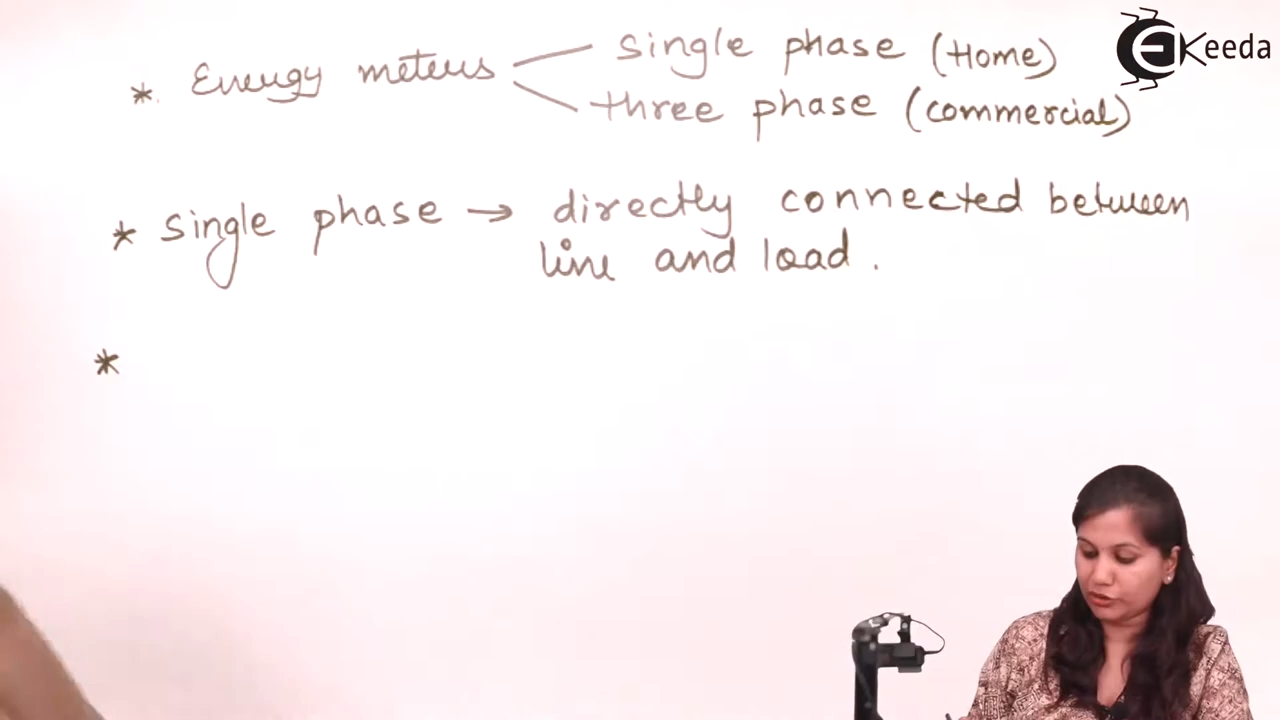 * Energy meters single phase (Home)
three phase (commercial)
* Single phase → directly connected between
line and load.
*
EKeeda